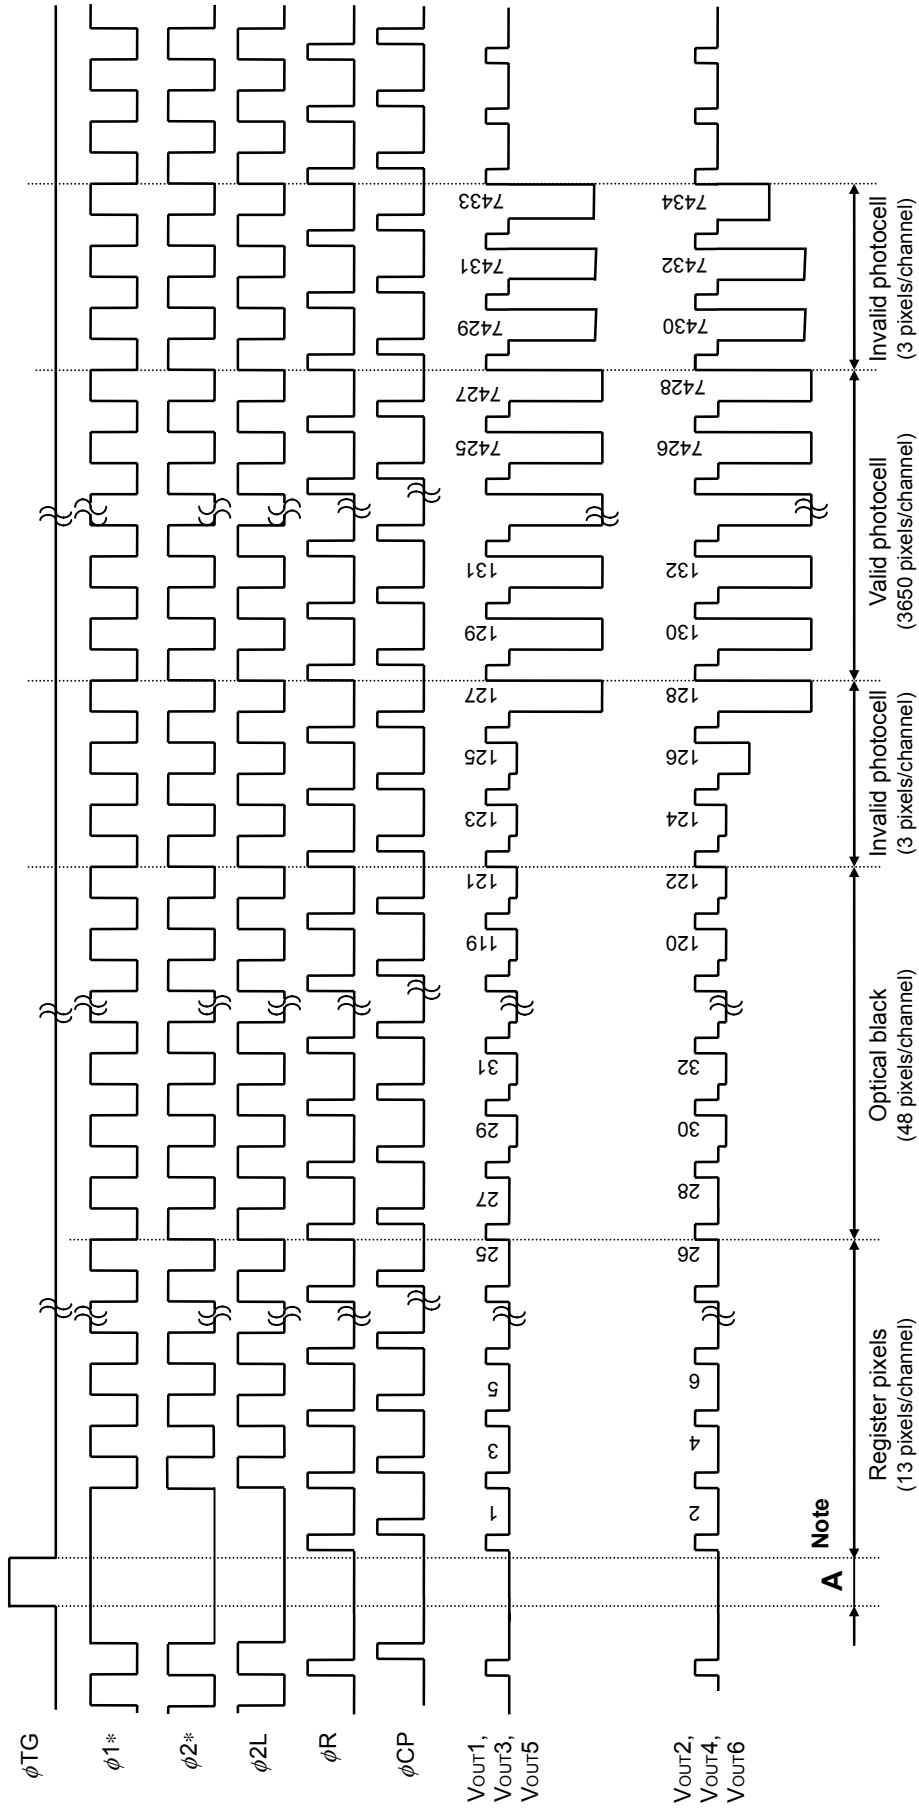 ϕTG
ϕ1*
ϕ2*
ϕ2L
ϕR
ϕCP
VOUT1,
VOUT3,
VOUT5
1 3 5 25 27 29 31 119 121 123 125 127 129 131 7425 7427 7429 7431 7433
VOUT2,
VOUT4,
VOUT6
2 4 6 26 28 30 32 120 122 124 126 128 130 132 7426 7428 7430 7432 7434
Note
A
Register pixels
(13 pixels/channel)
Optical black
(48 pixels/channel)
Invalid photocell
(3 pixels/channel)
Valid photocell
(3650 pixels/channel)
Invalid photocell
(3 pixels/channel)